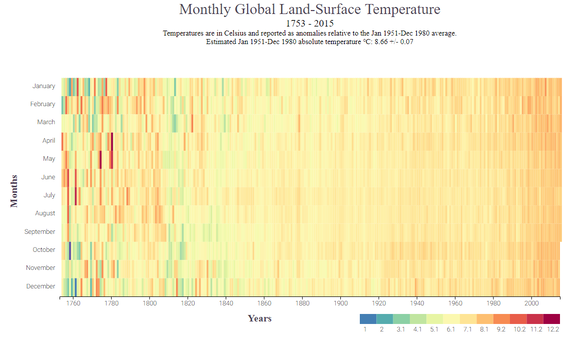 Monthly Global Land-Surface Temperature
1753 - 2015
Temperatures are in Celsius and reported as anomalies relative to the Jan 1951-Dec 1980 average.
Estimated Jan 1951-Dec 1980 absolute temperature °C: 8.66 +/- 0.07
January
February
March
April
May
June
July
August
September
October
November
December
Months
1760 1780 1800 1820 1840 1860 1880 1900 1920 1940 1960 1980 2000
Years
1 2 3.1 4.1 5.1 6.1 7.1 8.1 9.2 10.2 11.2 12.2